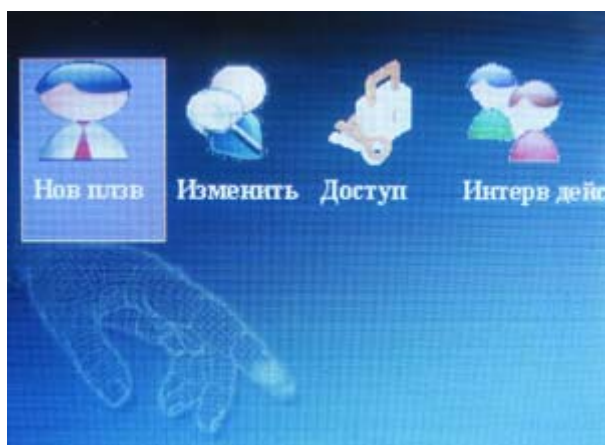 Нов плзв
Изменить
Доступ
Интерв дейс